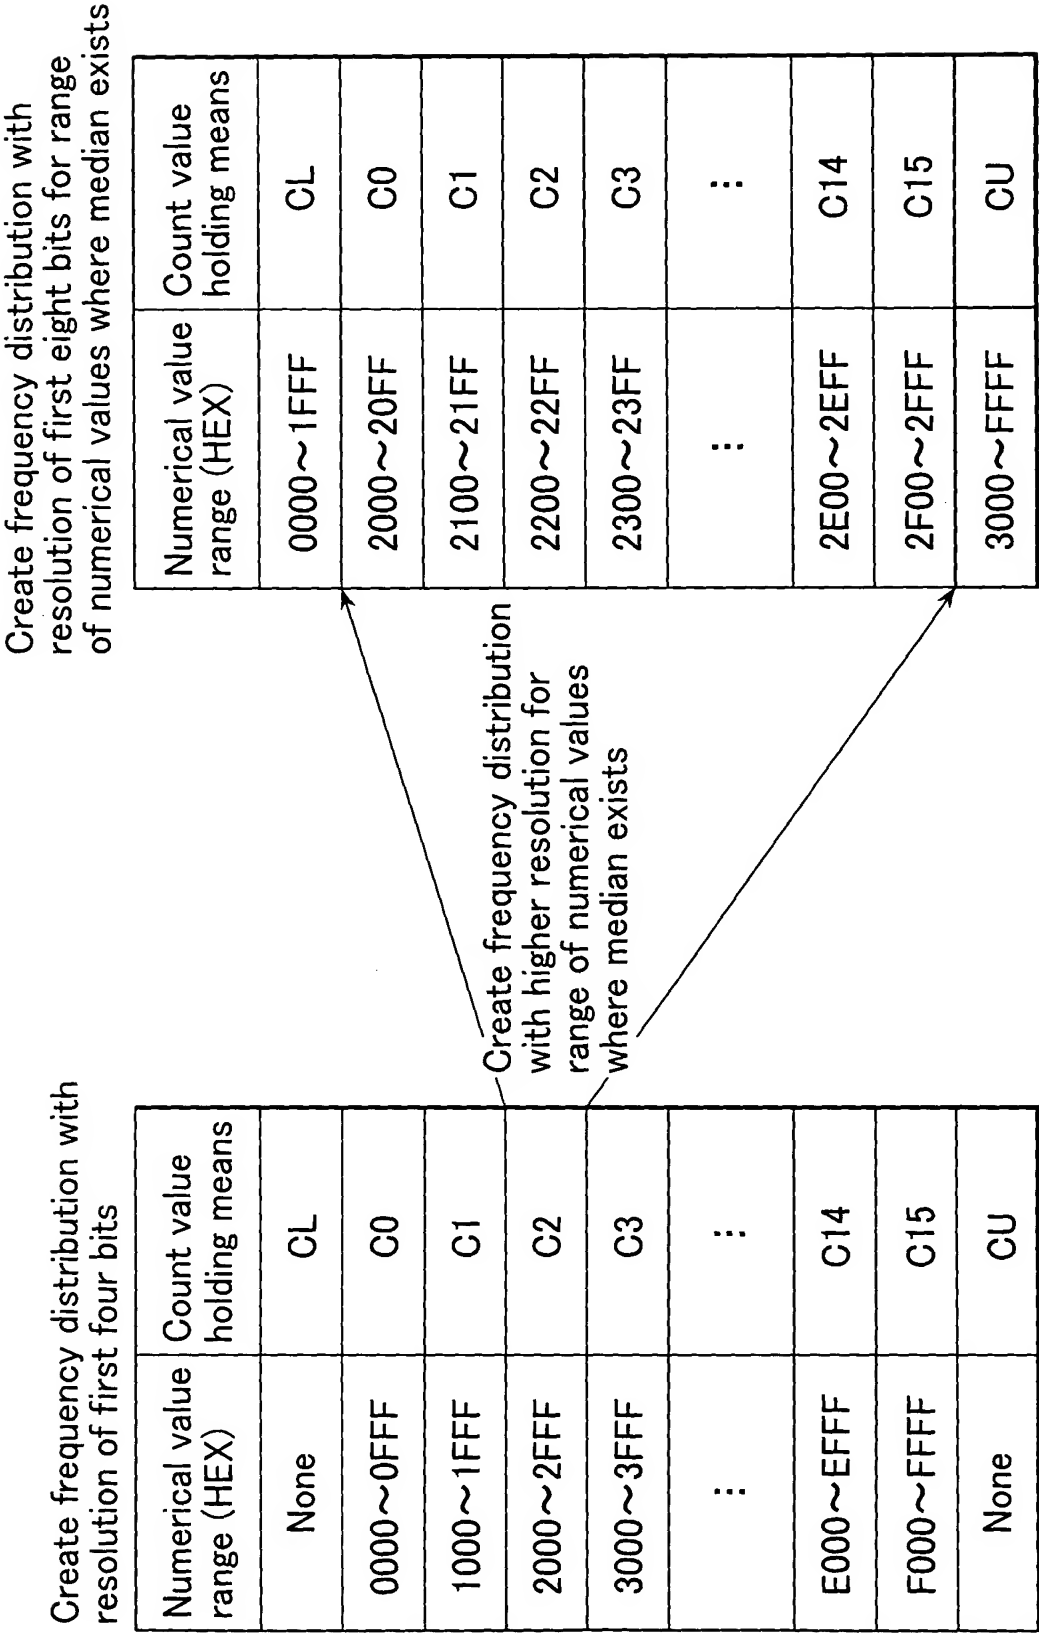 Create frequency distribution with
resolution of first four bits
Numerical value range (HEX) Count value holding means
None CL
0000~0FFF C0
1000~1FFF C1
2000~2FFF C2
3000~3FFF C3
⋮ ⋮
E000~EFFF C14
F000~FFFF C15
None CU
Create frequency distribution
with higher resolution for
range of numerical values
where median exists
Create frequency distribution with
resolution of first eight bits for range
of numerical values where median exists
Numerical value range (HEX) Count value holding means
0000~1FFF CL
2000~20FF C0
2100~21FF C1
2200~22FF C2
2300~23FF C3
⋮ ⋮
2E00~2EFF C14
2F00~2FFF C15
3000~FFFF CU